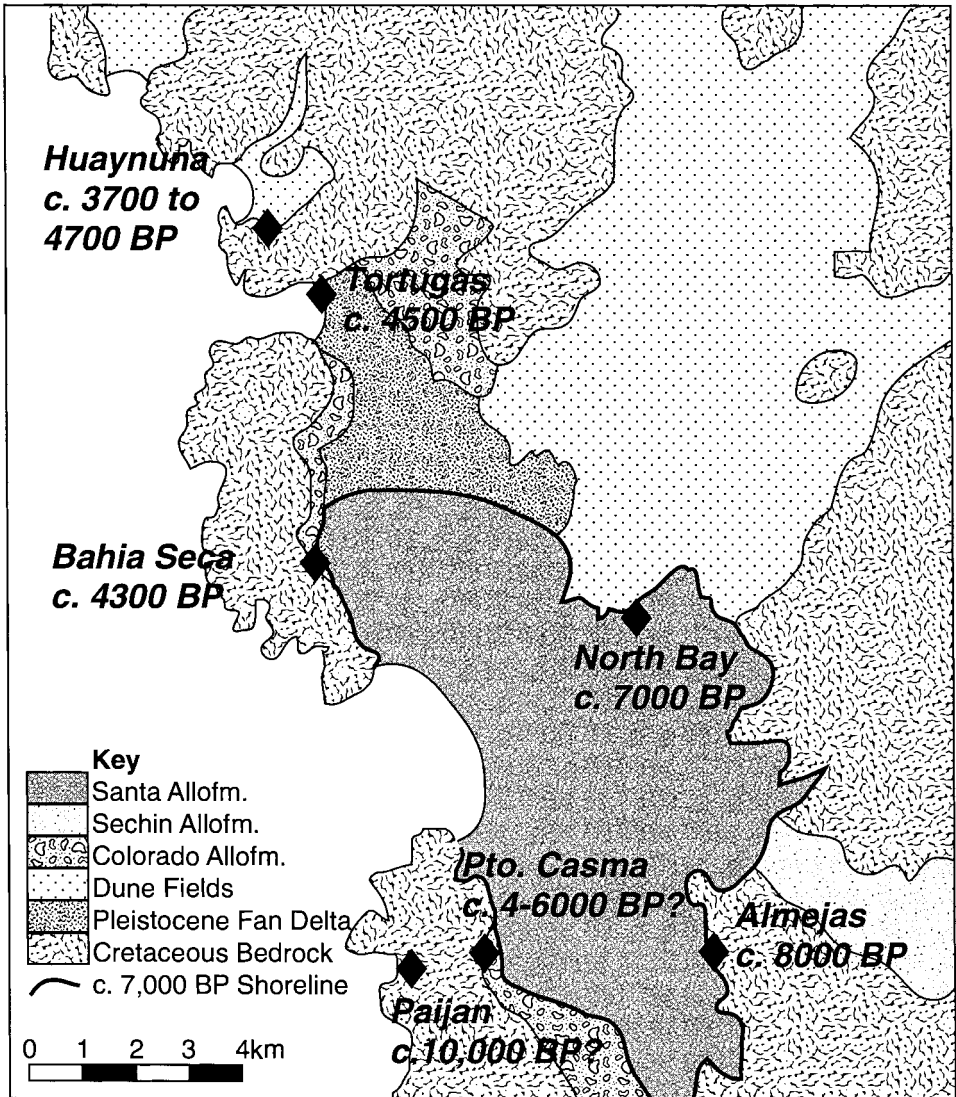 Huaynuna
c. 3700 to
4700 BP
Tortugas
c. 4500 BP
Bahia Seca
c. 4300 BP
North Bay
c. 7000 BP
Key
Santa Allofm.
Sechin Allofm.
Colorado Allofm.
Dune Fields
Pleistocene Fan Delta
Cretaceous Bedrock
c. 7,000 BP Shoreline
Pto. Casma
c. 4-6000 BP?
Almejas
c. 8000 BP
Paijan
c.10,000 BP?
0 1 2 3 4km